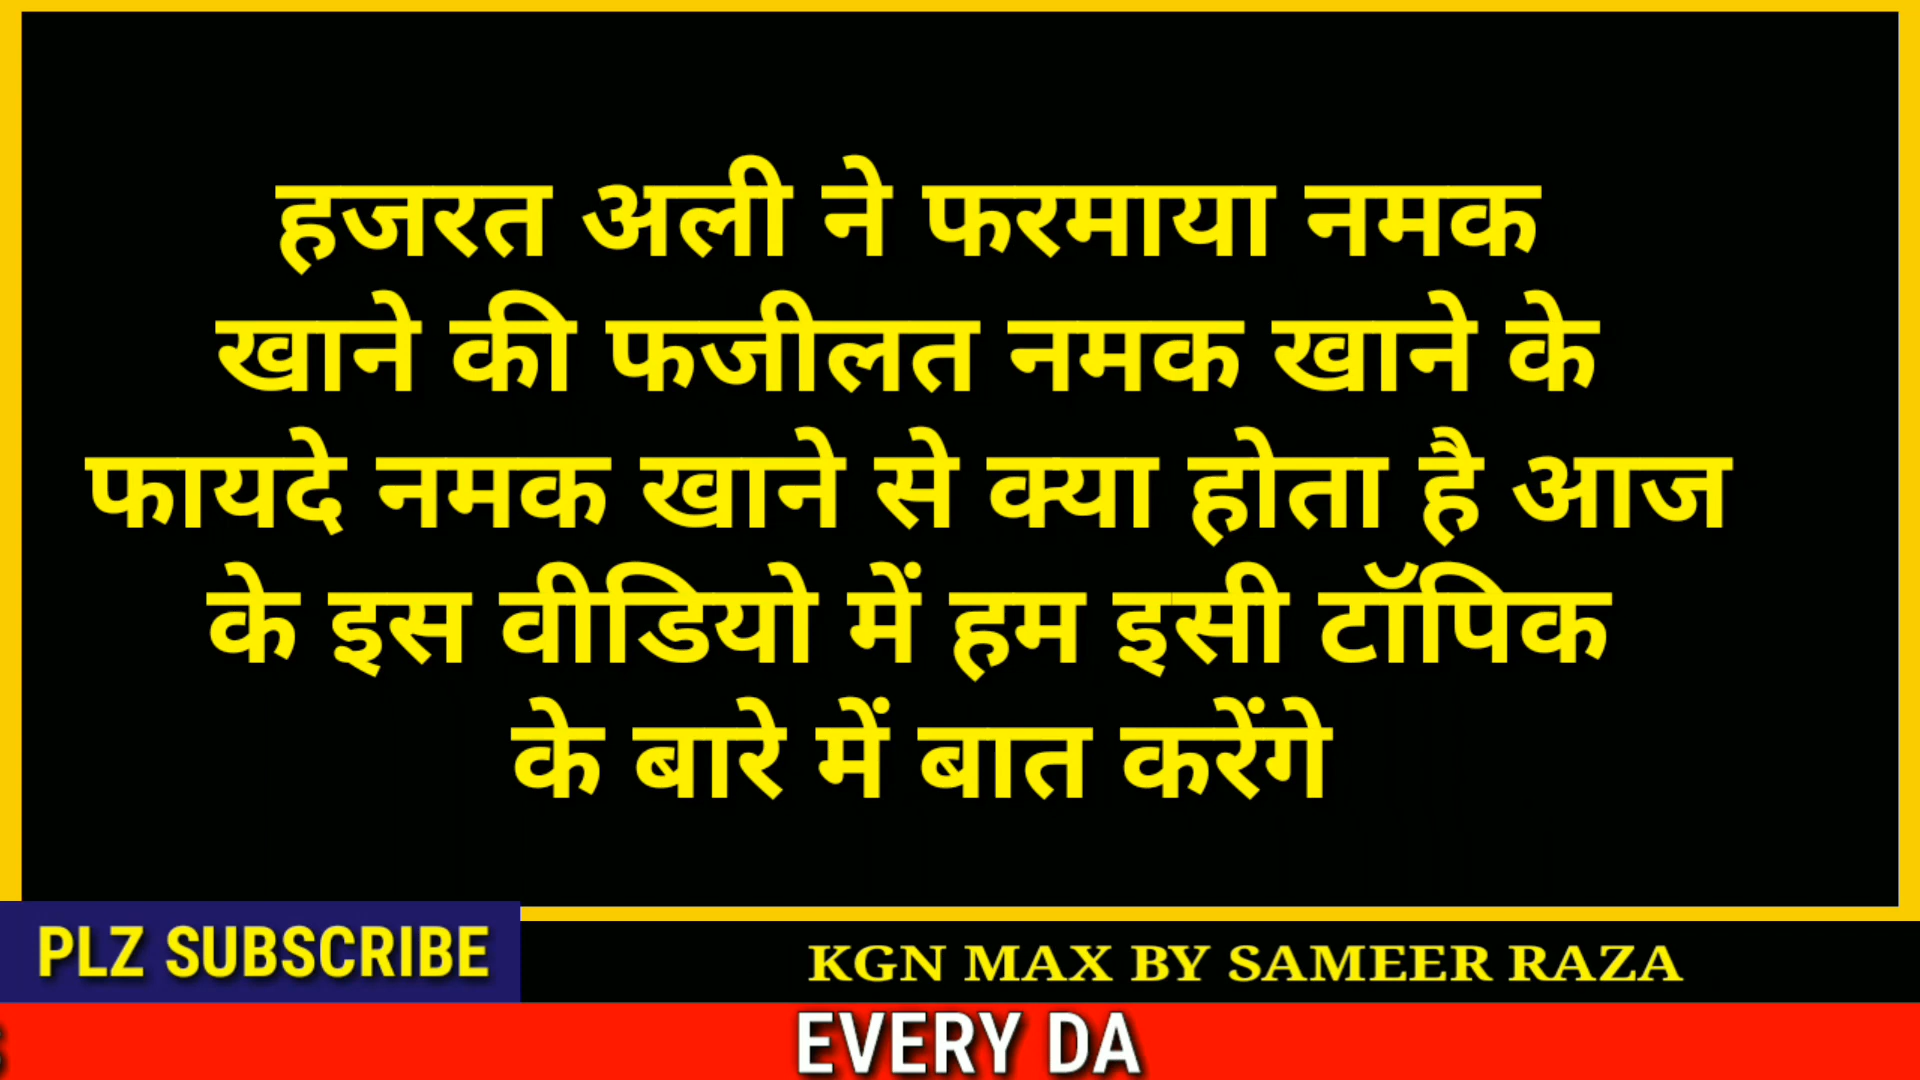 हजरत अली ने फरमाया नमक
खाने की फजीलत नमक खाने के
फायदे नमक खाने से क्या होता है आज
के इस वीडियो में हम इसी टॉपिक
के बारे में बात करेंगे
PLZ SUBSCRIBE
KGN MAX BY SAMEER RAZA
EVERY DA